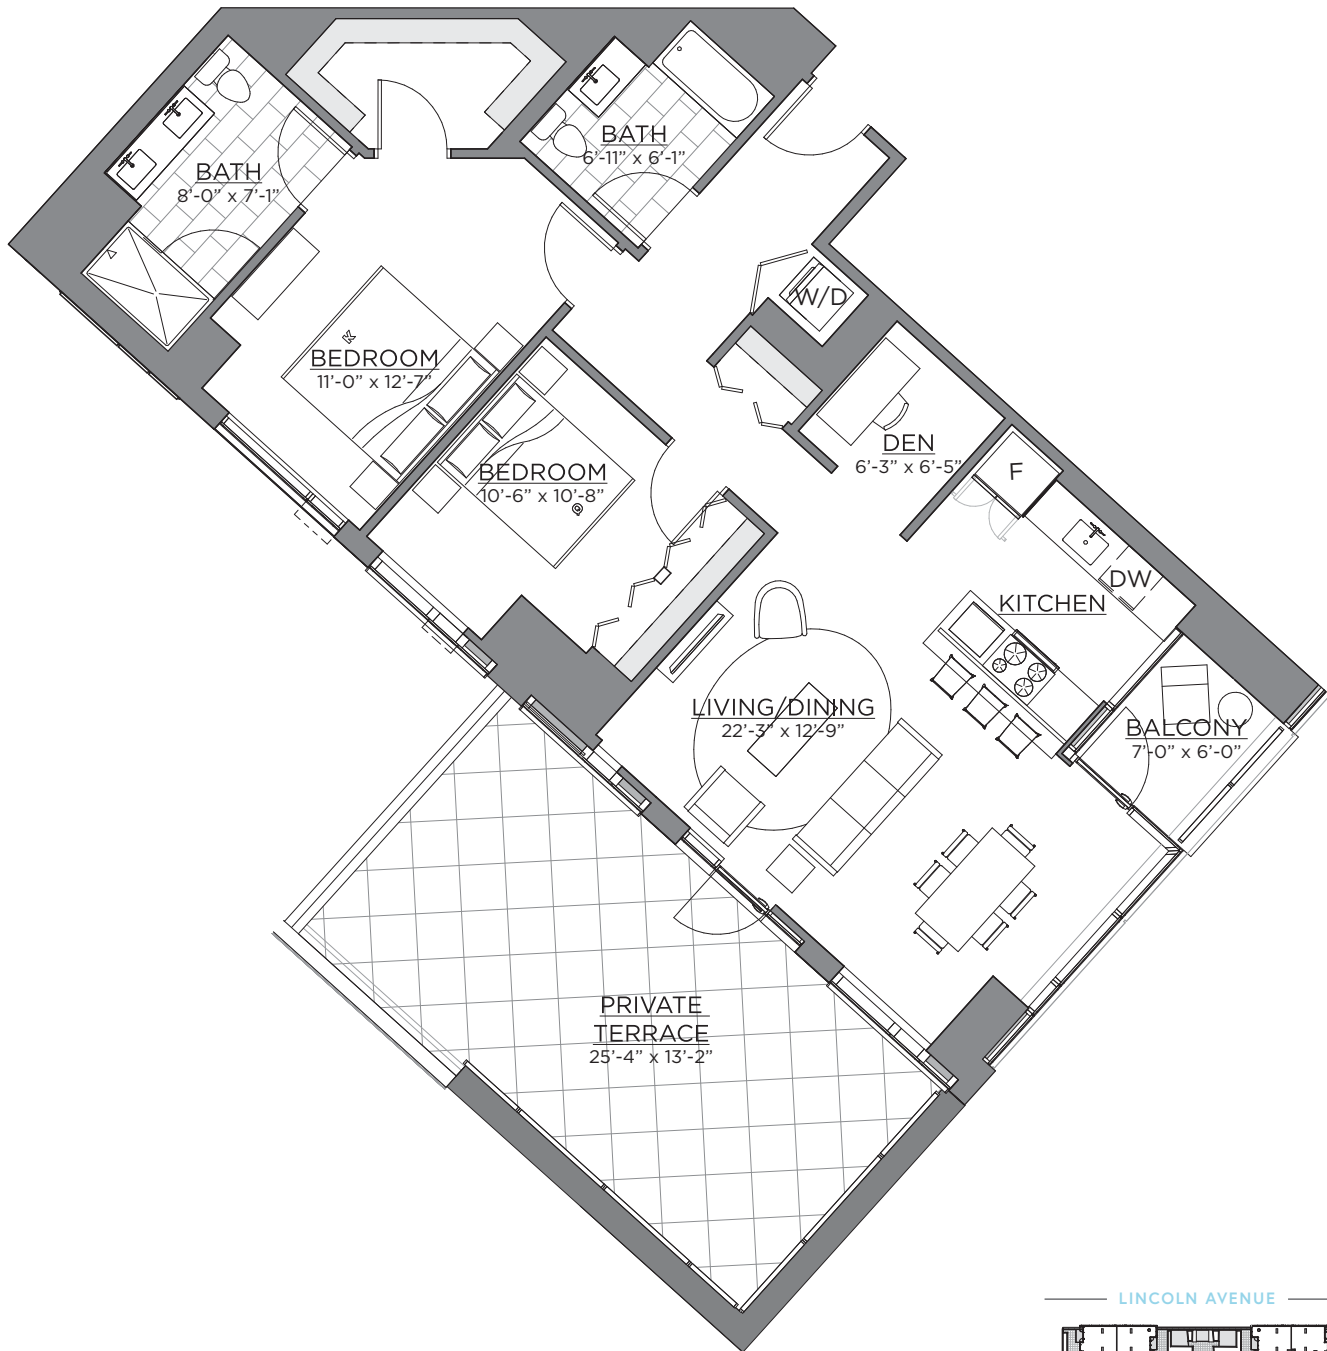 BATH
6'-11” x 6'-1”
BATH
8'-0” x 7'-1”
W/D
BEDROOM
11'-0” x 12'-7”
K
DEN
6'-3” x 6'-5”
BEDROOM
10'-6” x 10'-8”
Q
F
DW
KITCHEN
LIVING/DINING
22'-3” x 12'-9”
BALCONY
7'-0” x 6'-0”
PRIVATE
TERRACE
25'-4” x 13'-2”
LINCOLN AVENUE